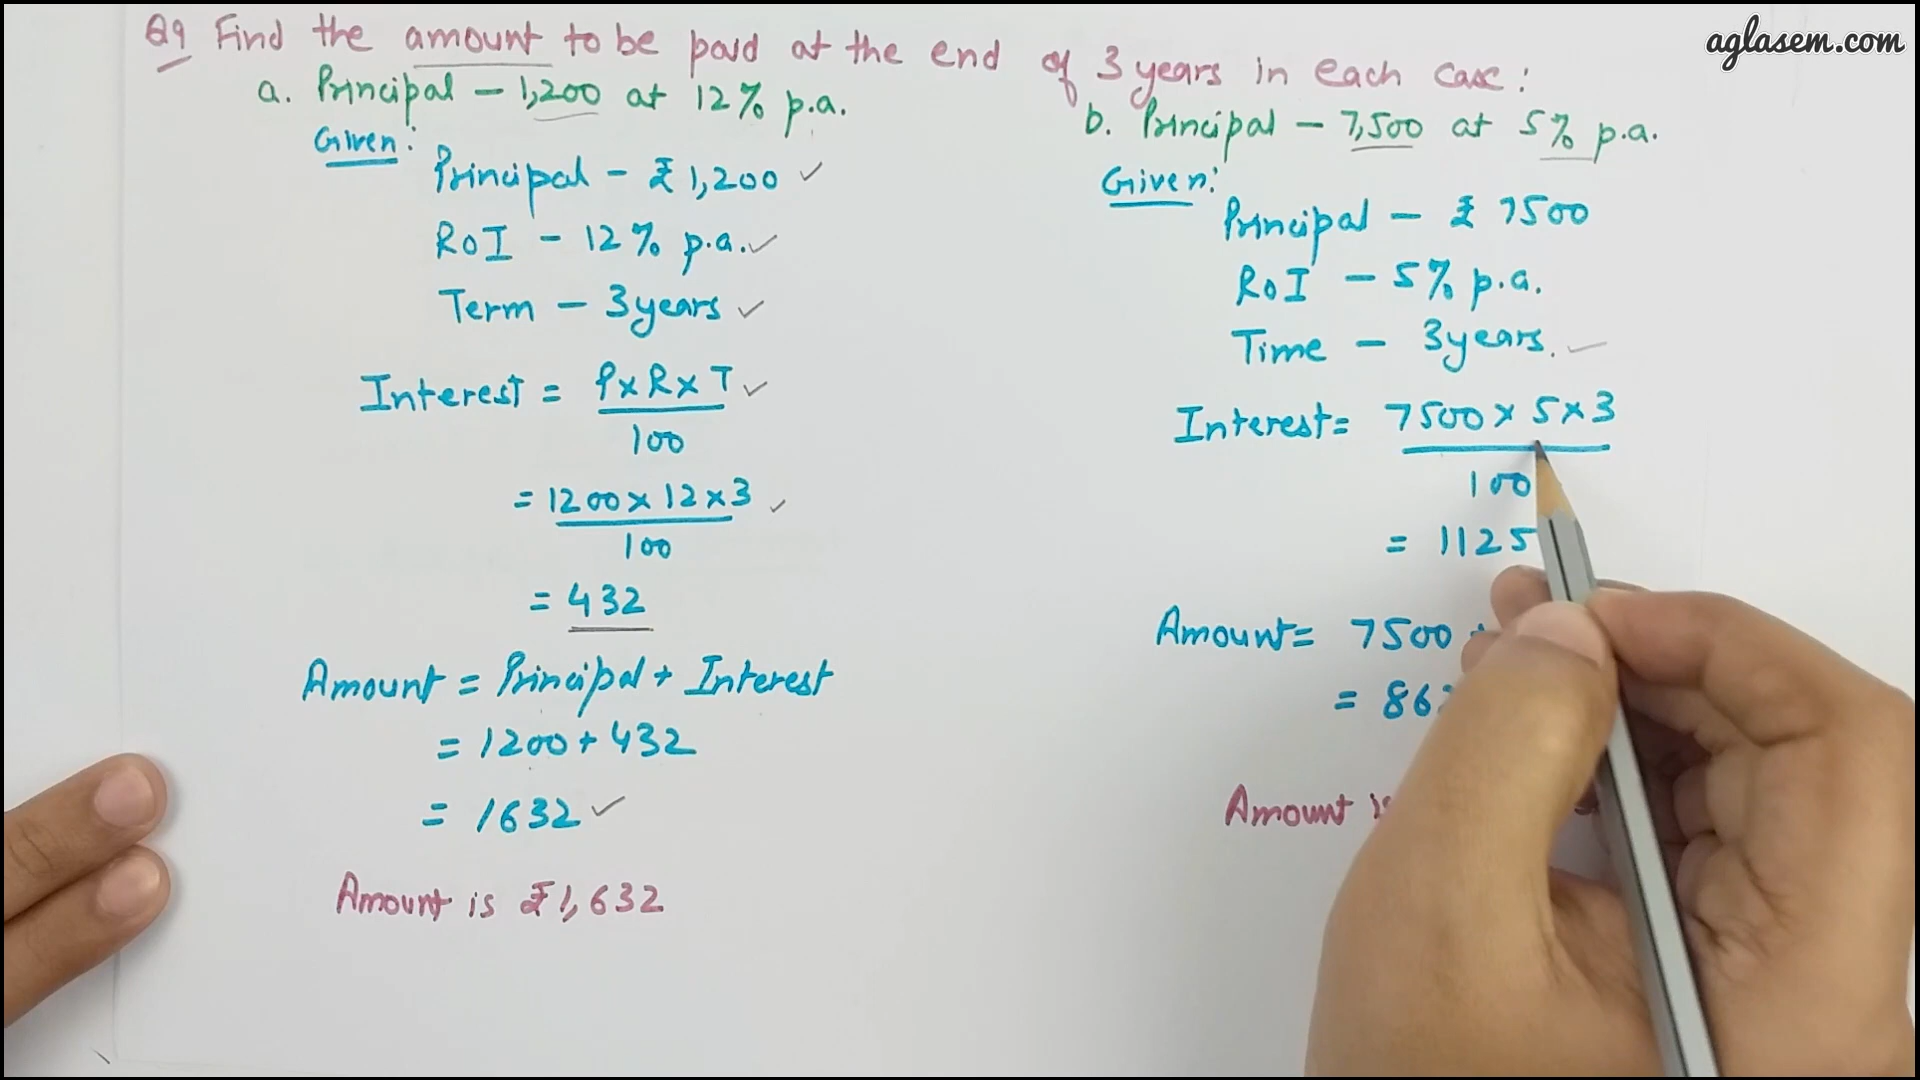 aglasem.com
Q9 Find the amount to be paid at the end of 3 years in each case:
a. Principal - 1,200 at 12% p.a.
Given:
Principal - ₹ 1,200 ✓
RoI - 12% p.a. ✓
Term - 3 years ✓
Interest = P×R×T ✓
100
= 1200 × 12 × 3 ✓
100
= 432
Amount = Principal + Interest
= 1200 + 432
= 1632 ✓
Amount is ₹1,632
b. Principal - 7,500 at 5% p.a.
Given:
Principal - ₹ 7500
RoI - 5% p.a.
Time - 3 years. ✓
Interest = 7500 × 5 × 3
100
= 1125
Amount = 7500 +
= 86
Amount is